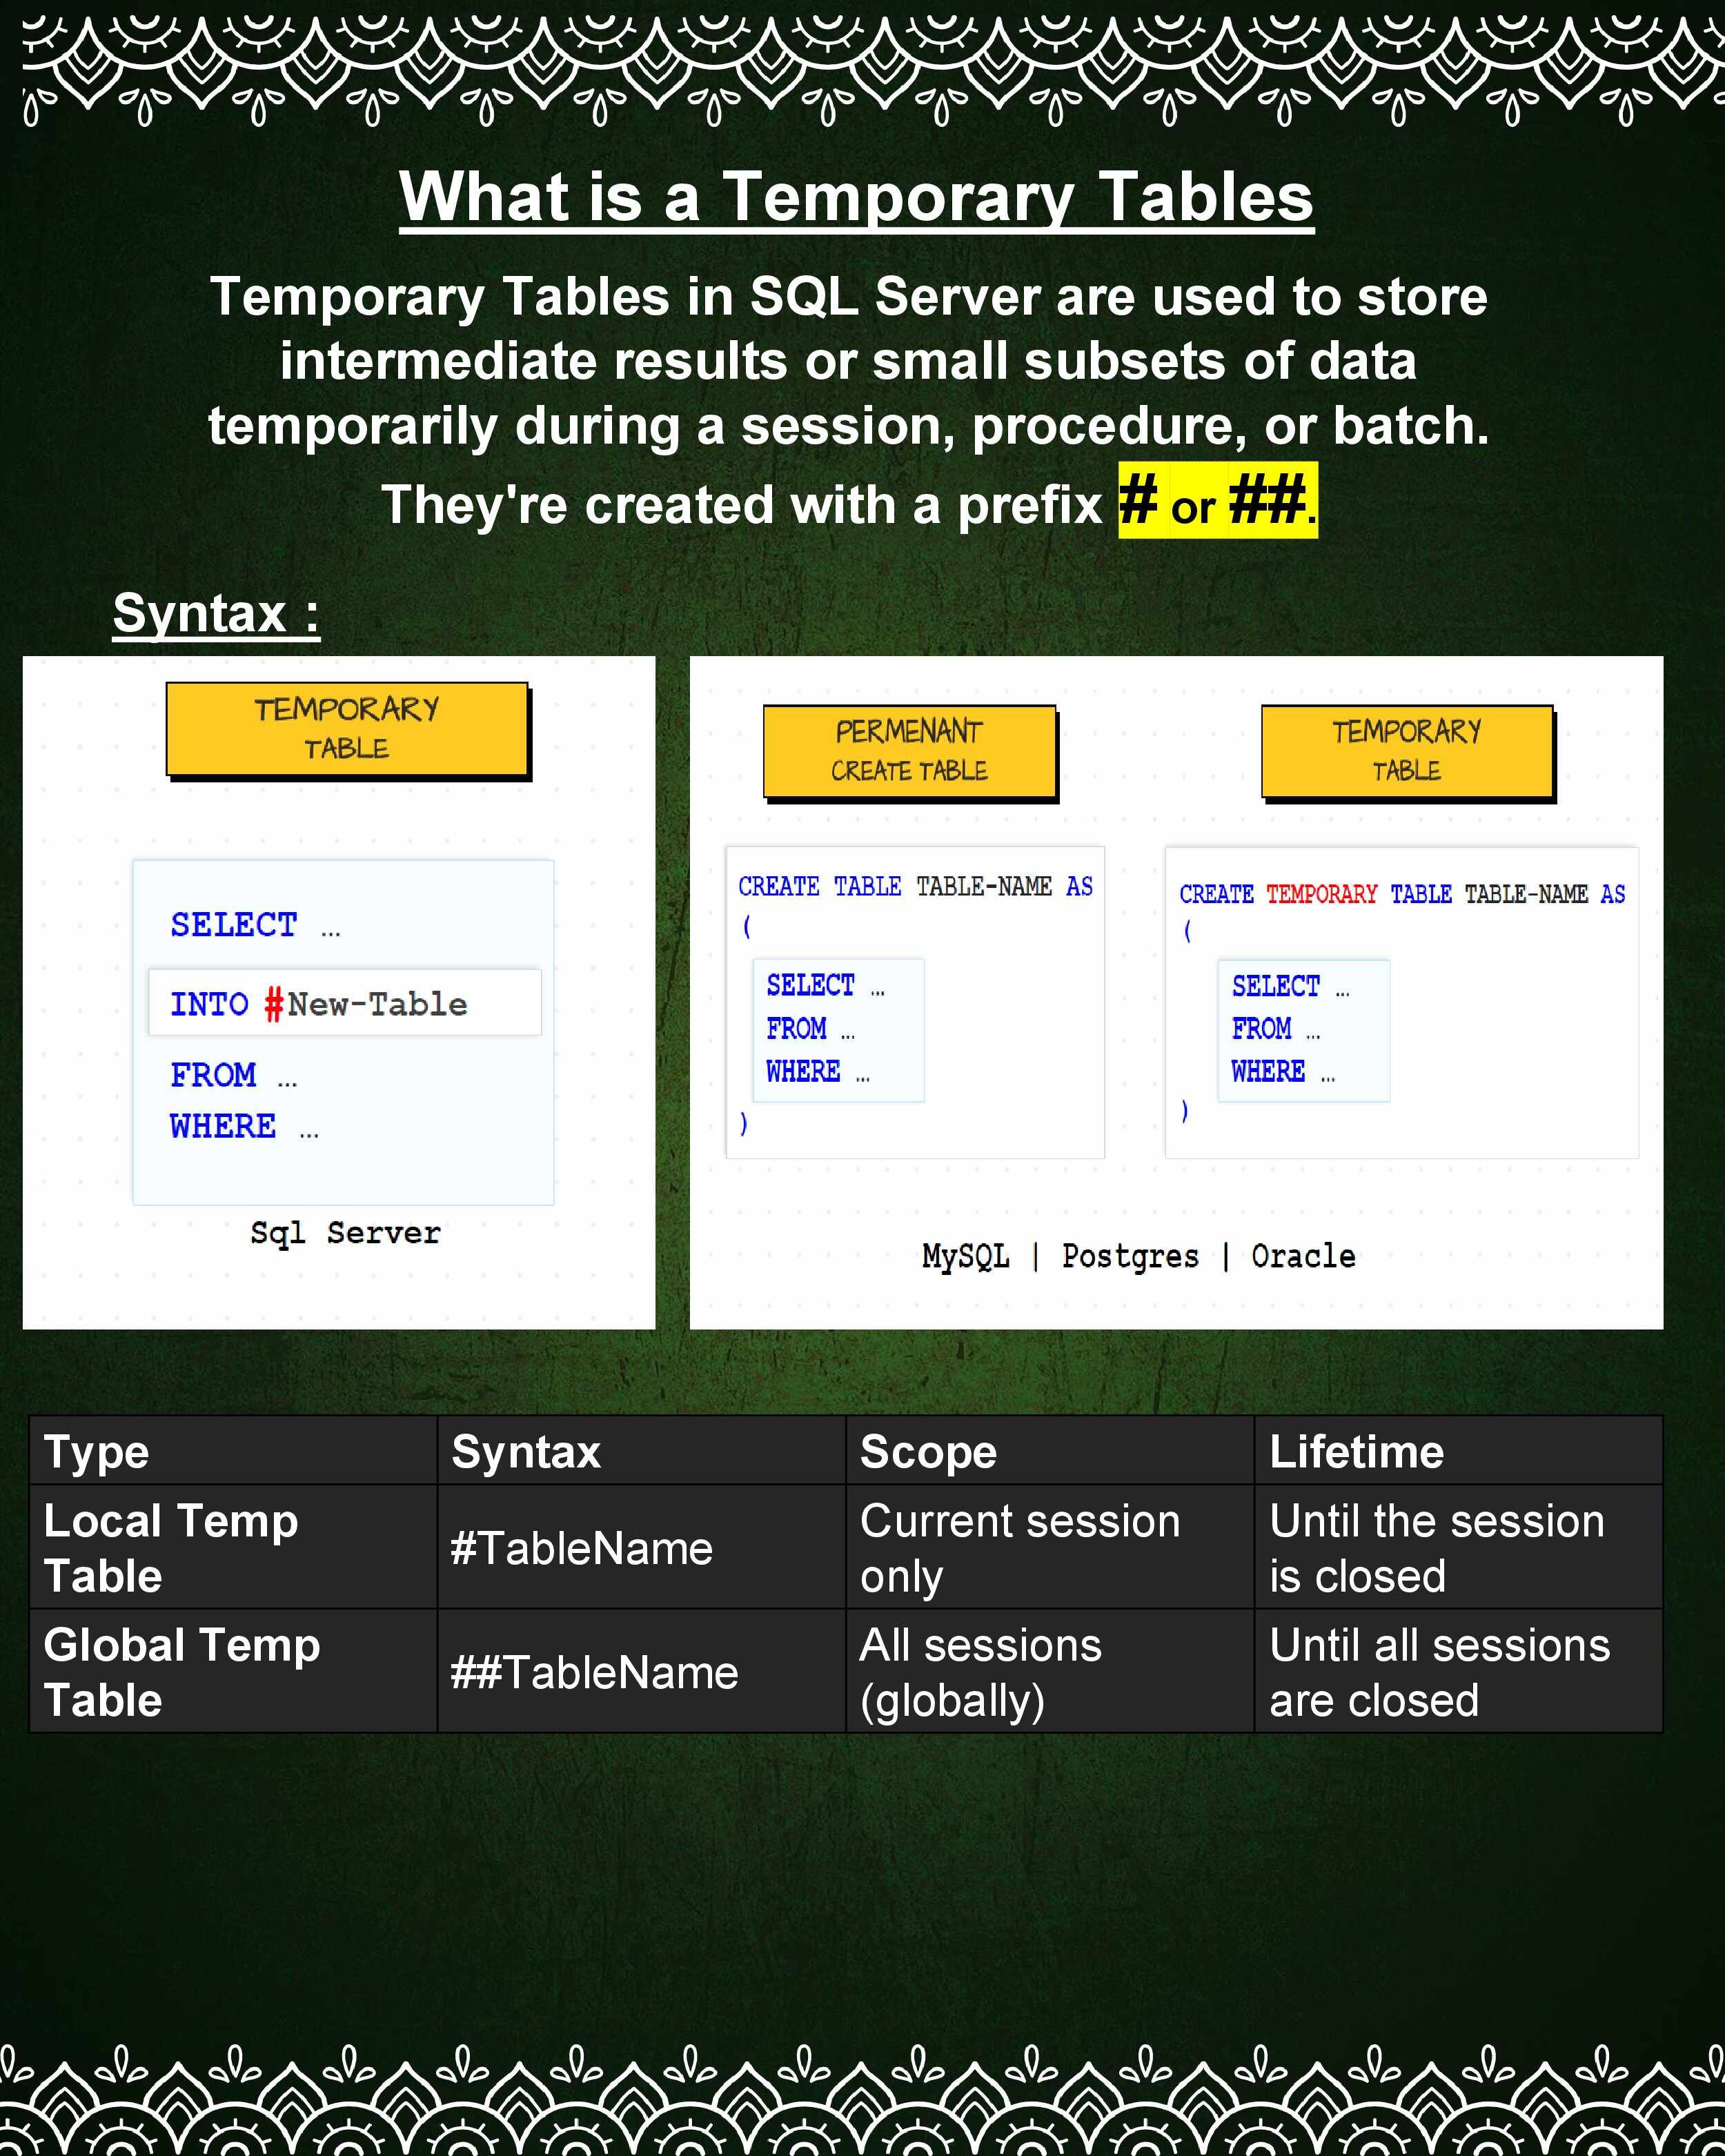 What is a Temporary Tables
Temporary Tables in SQL Server are used to store
intermediate results or small subsets of data
temporarily during a session, procedure, or batch.
They're created with a prefix # or ##.
Syntax :
TEMPORARY
TABLE
SELECT ...
INTO #New-Table
FROM ...
WHERE ...
Sql Server
PERMENANT
CREATE TABLE
CREATE TABLE TABLE-NAME AS
(
SELECT ...
FROM ...
WHERE ...
)
TEMPORARY
TABLE
CREATE TEMPORARY TABLE TABLE-NAME AS
(
SELECT ...
FROM ...
WHERE ...
)
MySQL | Postgres | Oracle
Type Syntax Scope Lifetime
Local Temp
Table
#TableName
Current session
only
Until the session
is closed
Global Temp
Table
##TableName
All sessions
(globally)
Until all sessions
are closed